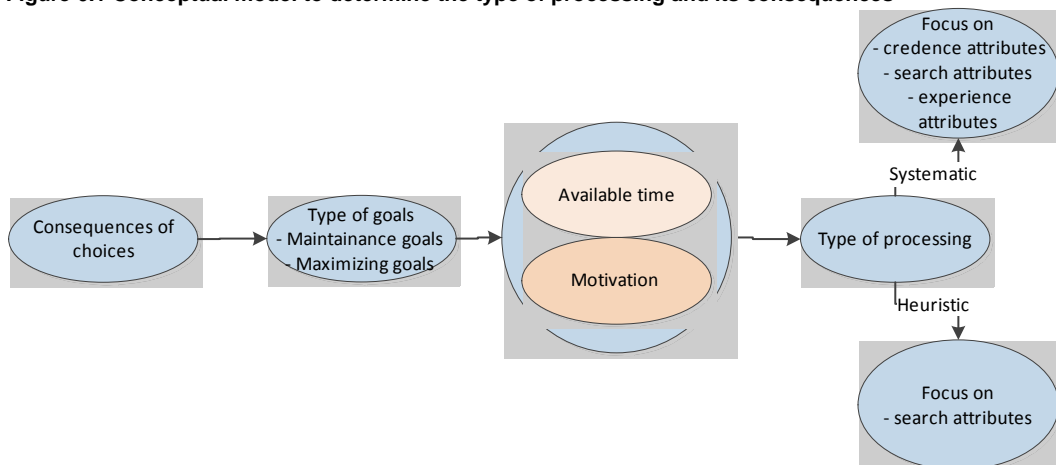 Figure Conceptual model to determine the type of processing and its consequences
Focus on
- credence attributes
- search attributes
- experience
attributes
Systematic
Consequences of
choices
Type of goals
- Maintainance goals
- Maximizing goals
Available time
Motivation
Type of processing
Heuristic
Focus on
- search attributes